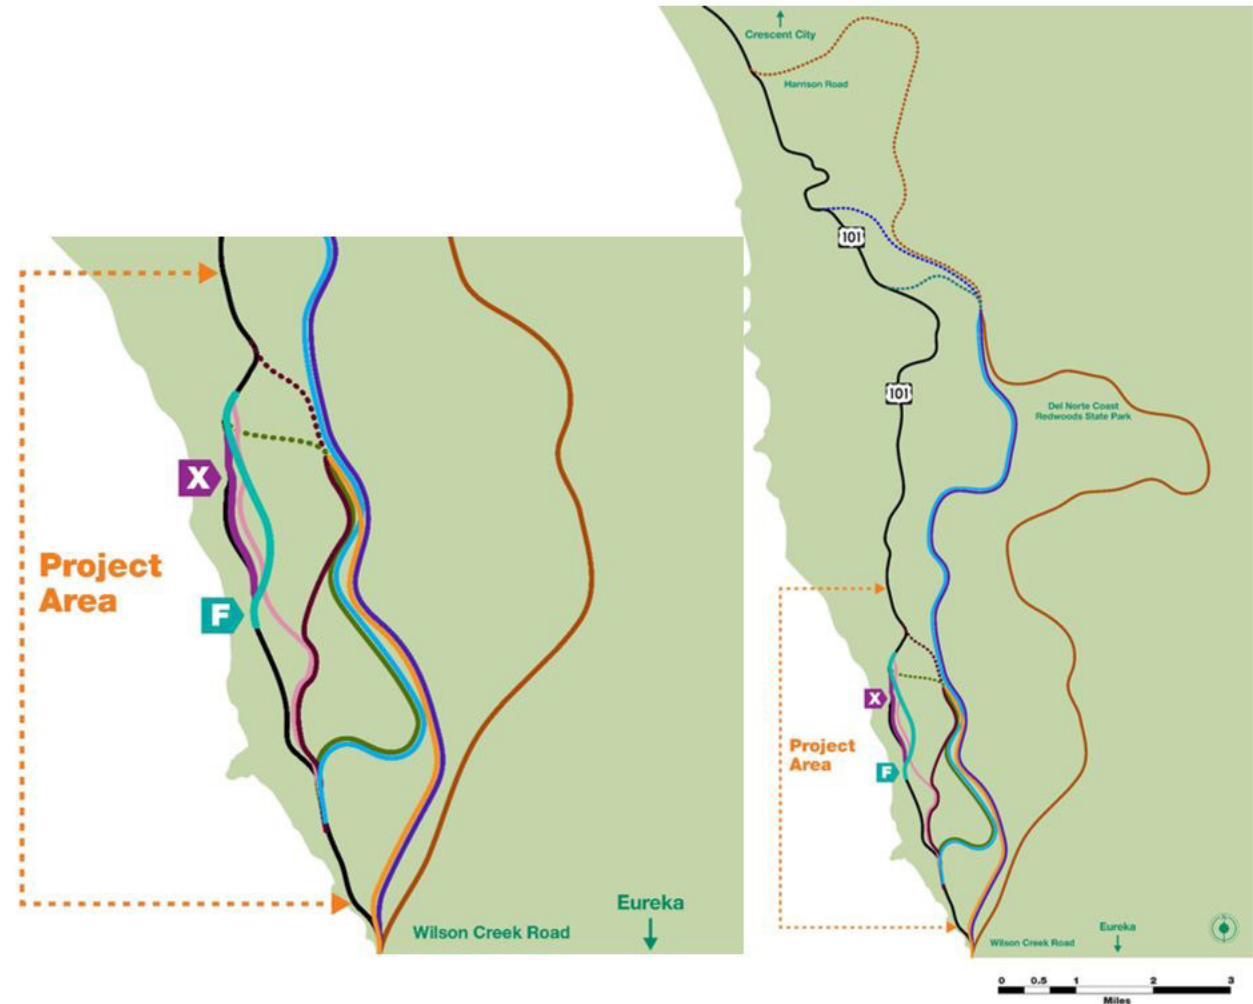 Crescent City
Harrison Road
101
101
Del Norte Coast
Redwoods State Park
X
F
Project
Area
Wilson Creek Road
Eureka
X
F
Project
Area
Wilson Creek Road
Eureka
N
0 0.5 1 2 3
Miles